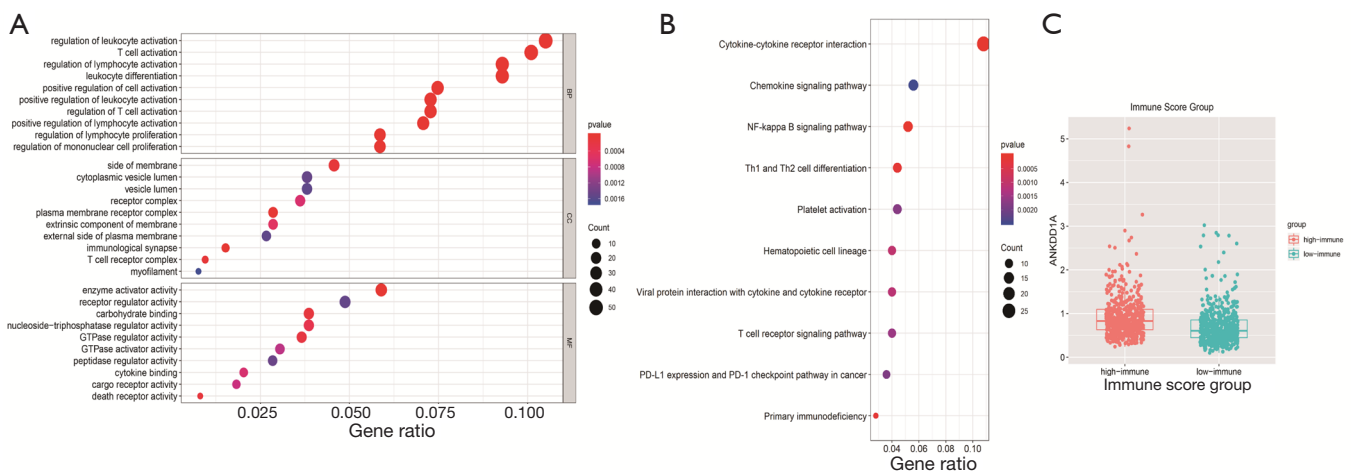 A
regulation of leukocyte activation
T cell activation
regulation of lymphocyte activation
leukocyte differentiation
positive regulation of cell activation
positive regulation of leukocyte activation
regulation of T cell activation
positive regulation of lymphocyte activation
regulation of lymphocyte proliferation
regulation of mononuclear cell proliferation
BP
side of membrane
cytoplasmic vesicle lumen
vesicle lumen
receptor complex
plasma membrane receptor complex
extrinsic component of membrane
external side of plasma membrane
immunological synapse
T cell receptor complex
myofilament
CC
enzyme activator activity
receptor regulator activity
carbohydrate binding
nucleoside-triphosphatase regulator activity
GTPase regulator activity
GTPase activator activity
peptidase regulator activity
cytokine binding
cargo receptor activity
death receptor activity
MF
0.025 0.050 0.075 0.100
Gene ratio
pvalue
0.0004
0.0008
0.0012
0.0016
Count
10
20
30
40
50
B
Cytokine-cytokine receptor interaction
Chemokine signaling pathway
NF-kappa B signaling pathway
Th1 and Th2 cell differentiation
Platelet activation
Hematopoietic cell lineage
Viral protein interaction with cytokine and cytokine receptor
T cell receptor signaling pathway
PD-L1 expression and PD-1 checkpoint pathway in cancer
Primary immunodeficiency
0.04 0.06 0.08 0.10
Gene ratio
pvalue
0.0005
0.0010
0.0015
0.0020
Count
10
15
20
25
C
Immune Score Group
5
4
3
2
1
0
ANKDD1A
high-immune low-immune
Immune score group
group
high-immune
low-immune